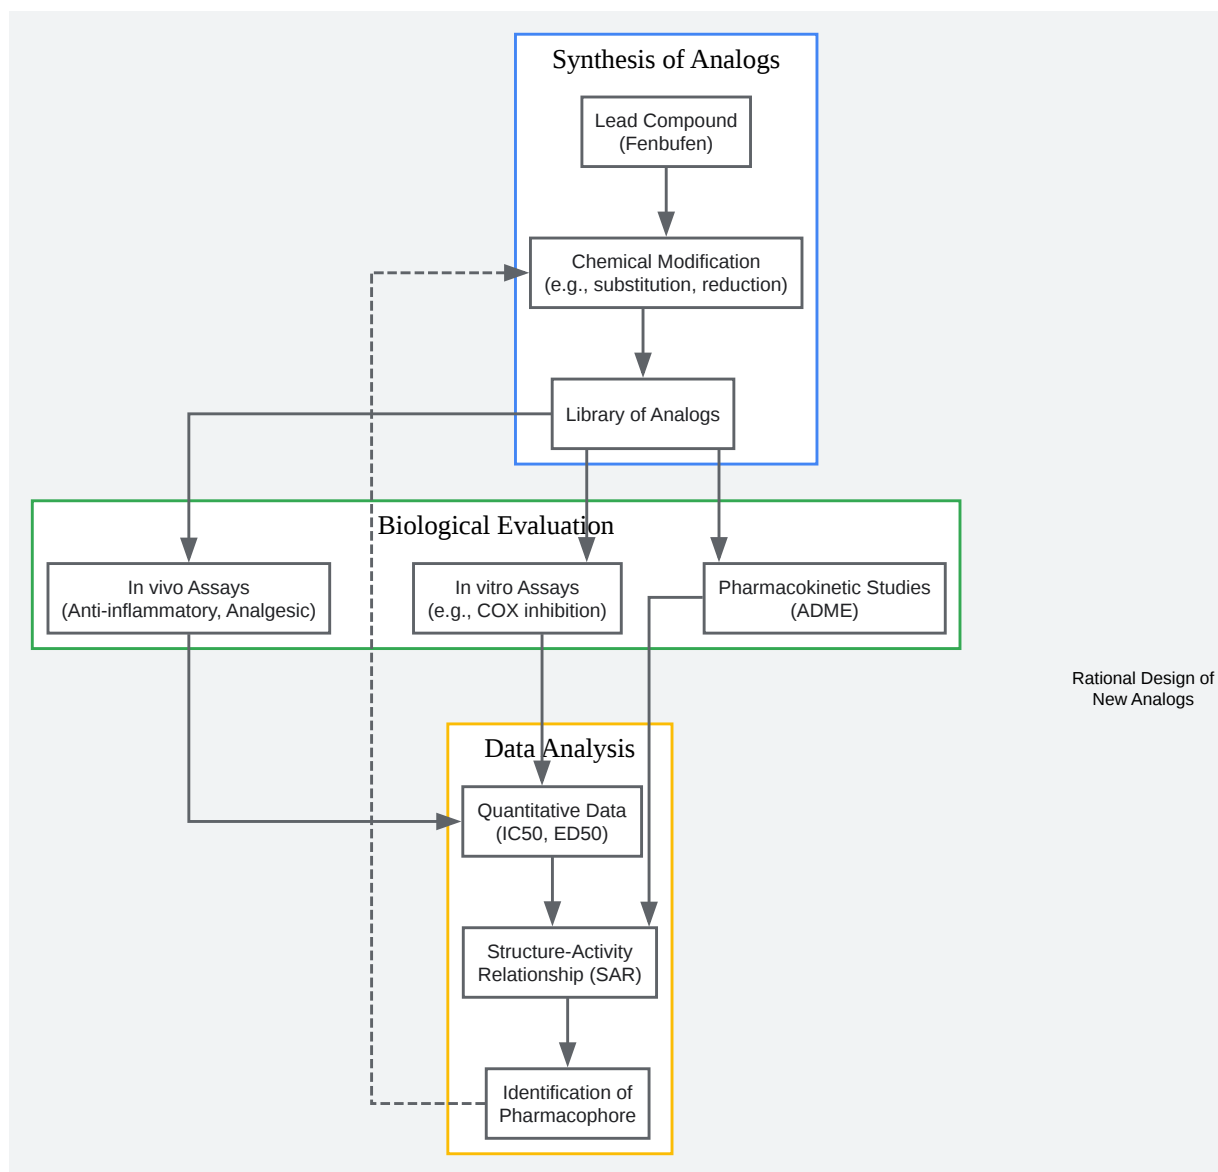 Synthesis of Analogs
Lead Compound
(Fenbufen)
Chemical Modification
(e.g., substitution, reduction)
Library of Analogs
Biological Evaluation
In vivo Assays
(Anti-inflammatory, Analgesic)
In vitro Assays
(e.g., COX inhibition)
Pharmacokinetic Studies
(ADME)
Rational Design of
New Analogs
Data Analysis
Quantitative Data
(IC50, ED50)
Structure-Activity
Relationship (SAR)
Identification of
Pharmacophore